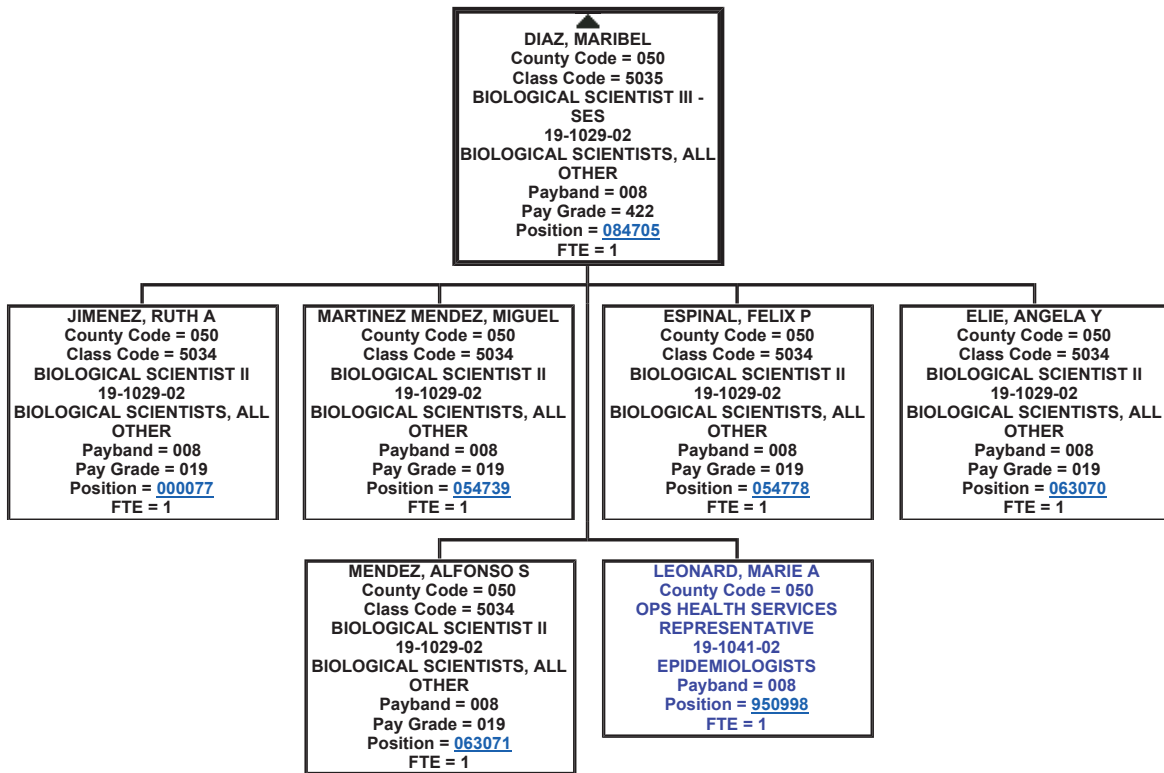 DIAZ, MARIBEL
County Code = 050
Class Code = 5035
BIOLOGICAL SCIENTIST III -
SES
19-1029-02
BIOLOGICAL SCIENTISTS, ALL
OTHER
Payband = 008
Pay Grade = 422
Position = 084705
FTE = 1
JIMENEZ, RUTH A
County Code = 050
Class Code = 5034
BIOLOGICAL SCIENTIST II
19-1029-02
BIOLOGICAL SCIENTISTS, ALL
OTHER
Payband = 008
Pay Grade = 019
Position = 000077
FTE = 1
MARTINEZ MENDEZ, MIGUEL
County Code = 050
Class Code = 5034
BIOLOGICAL SCIENTIST II
19-1029-02
BIOLOGICAL SCIENTISTS, ALL
OTHER
Payband = 008
Pay Grade = 019
Position = 054739
FTE = 1
ESPINAL, FELIX P
County Code = 050
Class Code = 5034
BIOLOGICAL SCIENTIST II
19-1029-02
BIOLOGICAL SCIENTISTS, ALL
OTHER
Payband = 008
Pay Grade = 019
Position = 054778
FTE = 1
ELIE, ANGELA Y
County Code = 050
Class Code = 5034
BIOLOGICAL SCIENTIST II
19-1029-02
BIOLOGICAL SCIENTISTS, ALL
OTHER
Payband = 008
Pay Grade = 019
Position = 063070
FTE = 1
MENDEZ, ALFONSO S
County Code = 050
Class Code = 5034
BIOLOGICAL SCIENTIST II
19-1029-02
BIOLOGICAL SCIENTISTS, ALL
OTHER
Payband = 008
Pay Grade = 019
Position = 063071
FTE = 1
LEONARD, MARIE A
County Code = 050
OPS HEALTH SERVICES
REPRESENTATIVE
19-1041-02
EPIDEMIOLOGISTS
Payband = 008
Position = 950998
FTE = 1